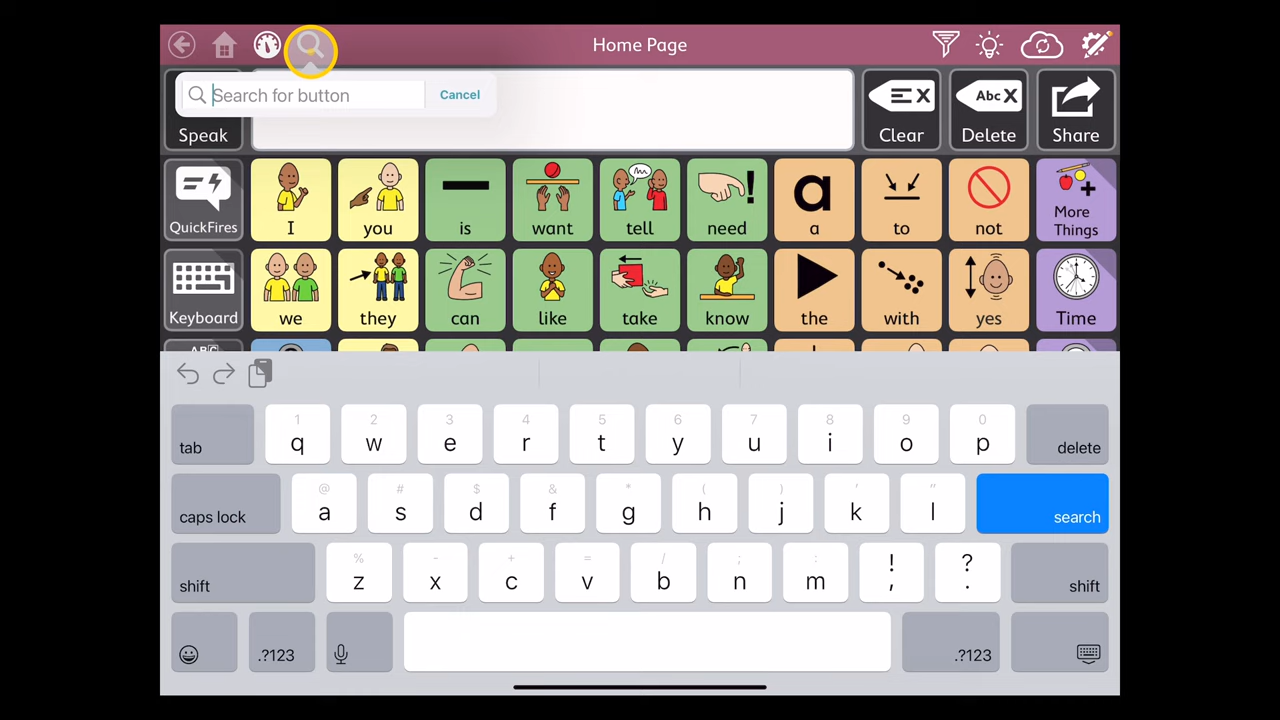 Home Page
Search for button
Cancel
Speak
Clear
Abc X
Delete
Share
QuickFires
I
you
is
want
tell
need
a
a
to
not
More
Things
Keyboard
we
they
can
like
take
know
the
with
yes
Time
ABC
tab
1 2 3 4 5 6 7 8 9 0
q w e r t y u i o p
delete
caps lock
@ # $ & * ( ) ' "
a s d f g h j k l
search
shift
% - + = / ; : ! ?
z x c v b n m , .
shift
.?123
.?123